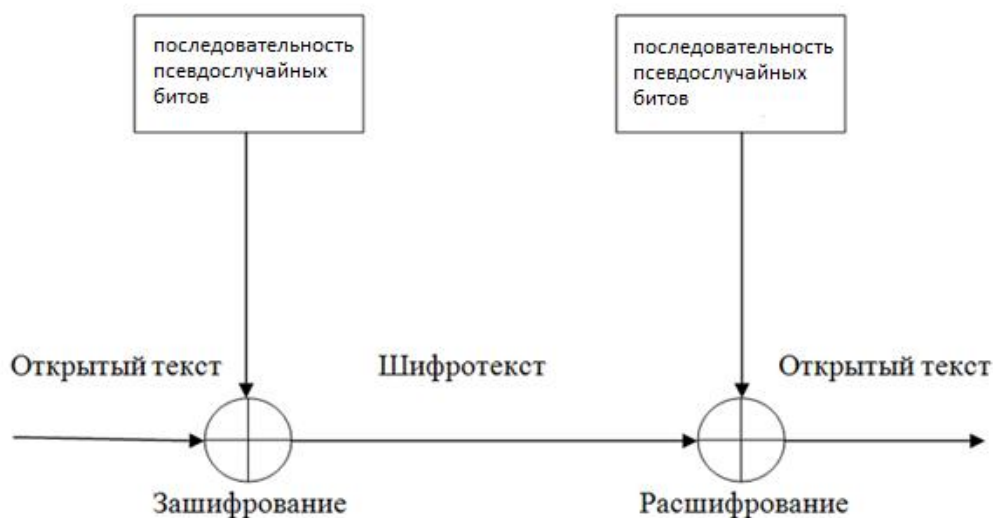 последовательность
псевдослучайных
битов
последовательность
псевдослучайных
битов
Открытый текст
Шифротекст
Открытый текст
Зашифрование
Расшифрование